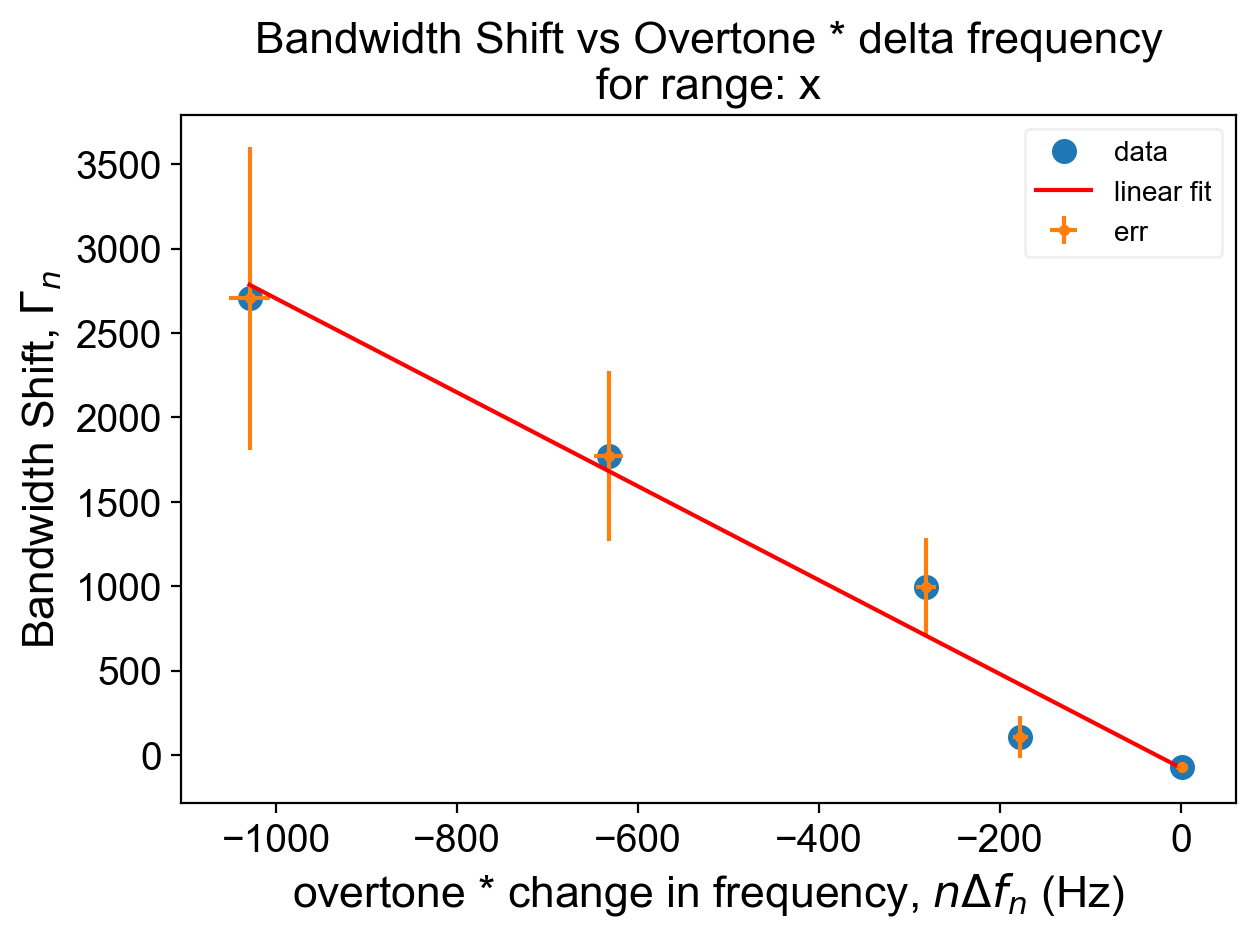 Bandwidth Shift vs Overtone * delta frequency
for range: x
data
linear fit
err
Bandwidth Shift, Γₙ
3500
3000
2500
2000
1500
1000
500
0
−1000 −800 −600 −400 −200 0
overtone * change in frequency, nΔfₙ (Hz)